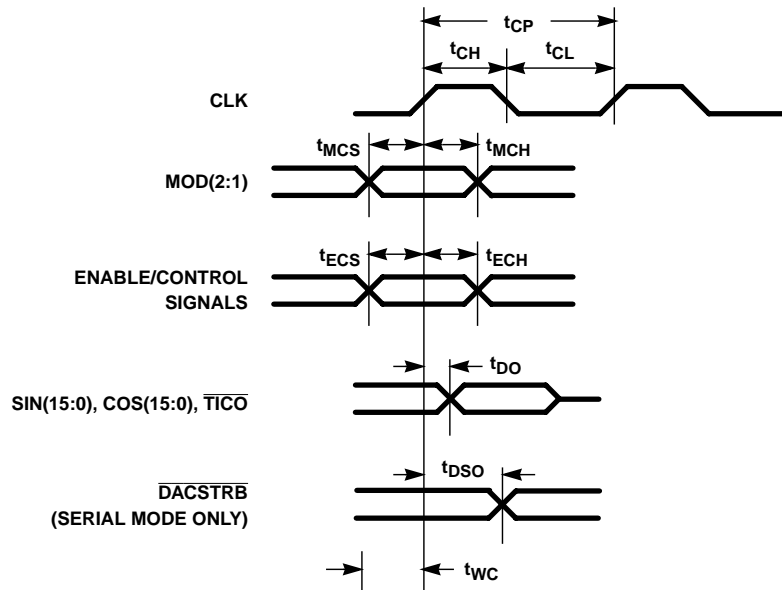 tCP
tCH tCL
CLK
tMCS tMCH
MOD(2:1)
tECS tECH
ENABLE/CONTROL
SIGNALS
tDO
SIN(15:0), COS(15:0), TICO
tDSO
DACSTRB
(SERIAL MODE ONLY)
tWC